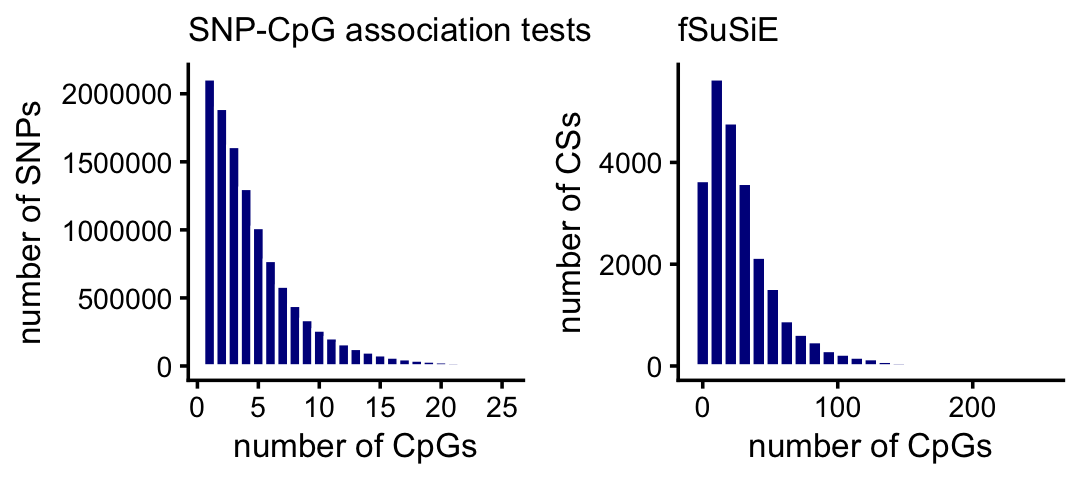 SNP-CpG association tests
number of SNPs
2000000
1500000
1000000
500000
0
0 5 10 15 20 25
number of CpGs
fSuSiE
number of CSs
4000
2000
0
0 100 200
number of CpGs